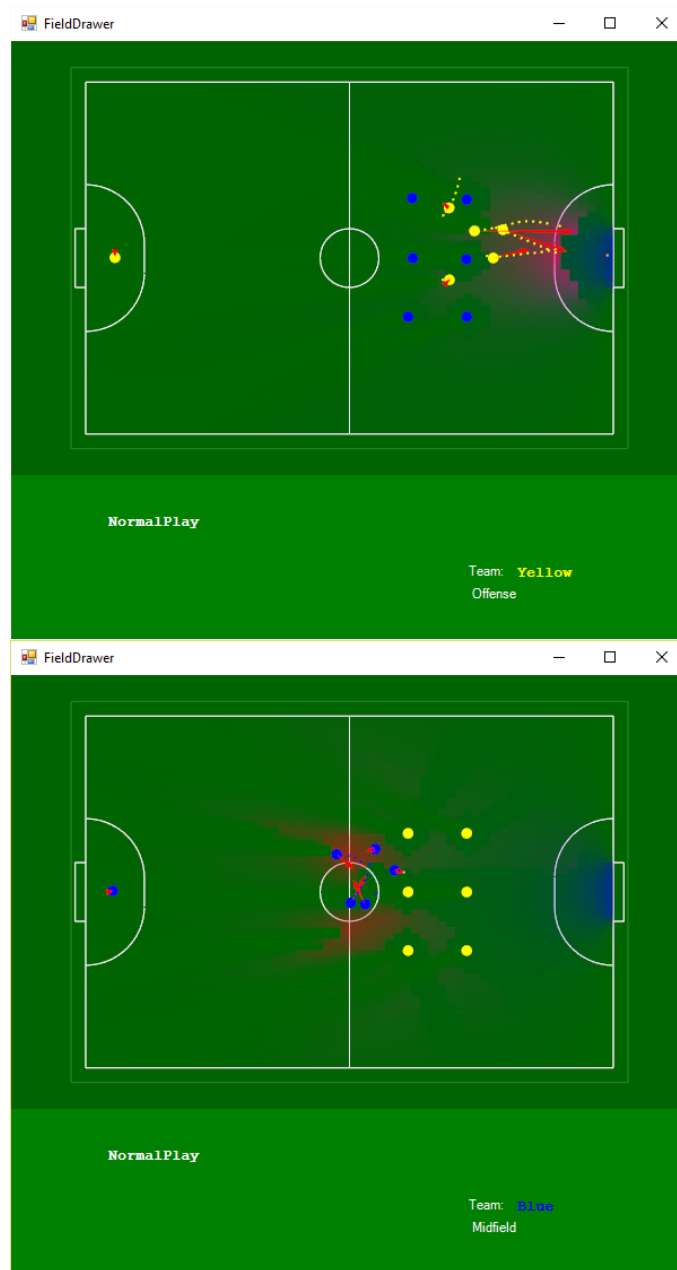 FieldDrawer
NormalPlay
Team: Yellow
Offense
FieldDrawer
NormalPlay
Team: Blue
Midfield